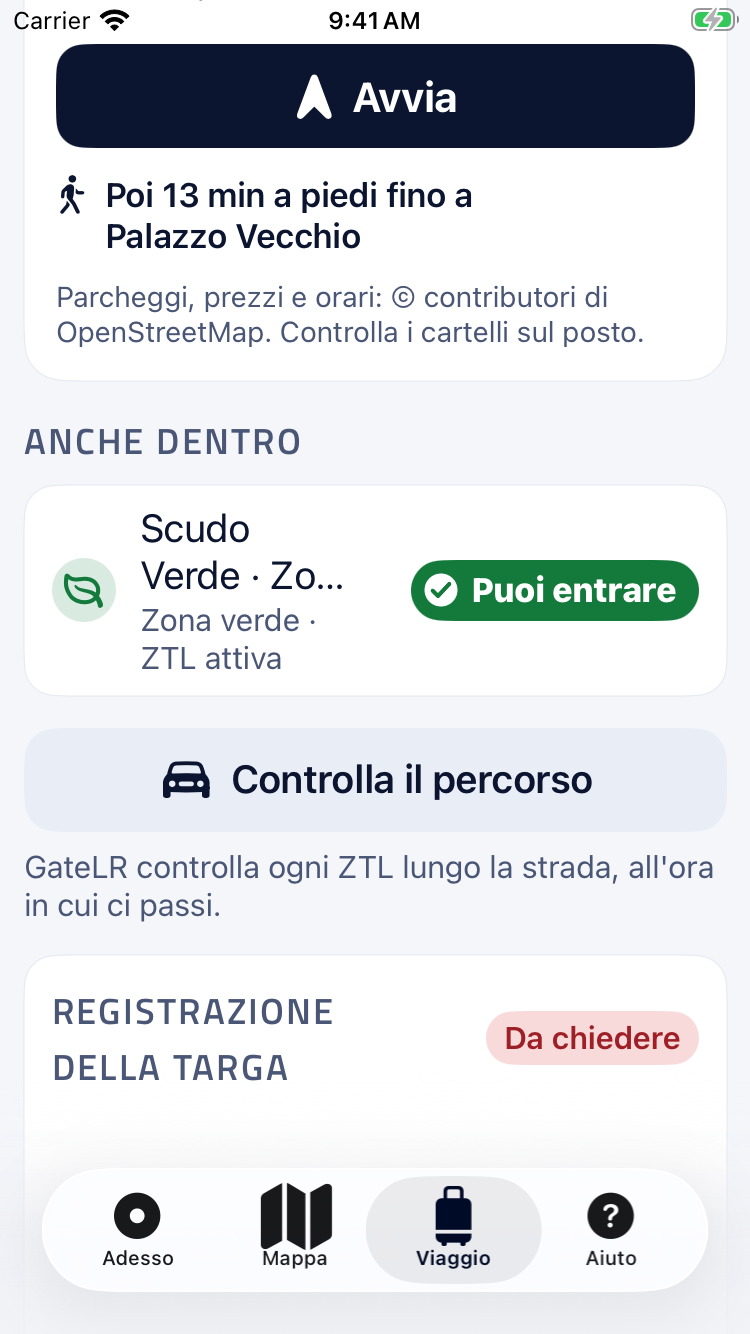 Carrier 9:41 AM
Avvia
Poi 13 min a piedi fino a
Palazzo Vecchio
Parcheggi, prezzi e orari: © contributori di
OpenStreetMap. Controlla i cartelli sul posto.
ANCHE DENTRO
Scudo
Verde · Zo...
Zona verde ·
ZTL attiva
Puoi entrare
Controlla il percorso
GateLR controlla ogni ZTL lungo la strada, all'ora
in cui ci passi.
REGISTRAZIONE
DELLA TARGA
Da chiedere
Adesso
Mappa
Viaggio
Aiuto